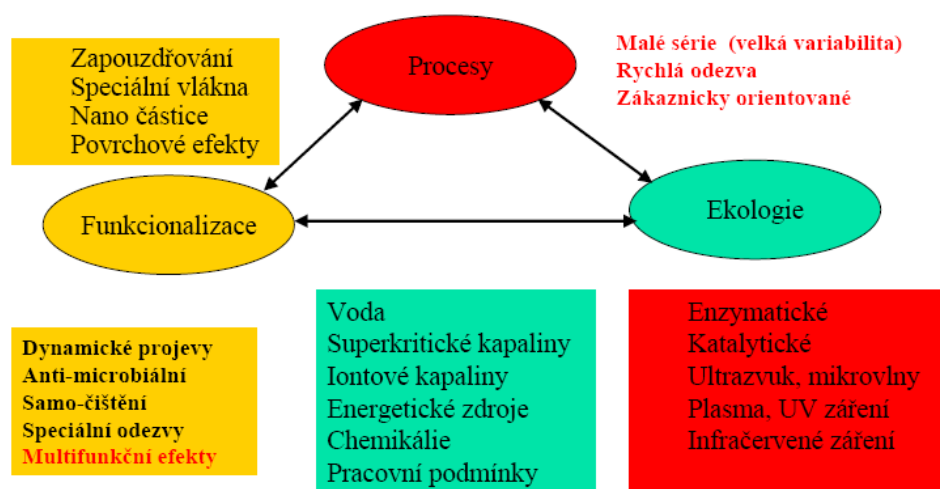 Zapouzdřování
Speciální vlákna
Nano částice
Povrchové efekty
Procesy
Malé série  (velká variabilita)
Rychlá odezva
Zákaznicky orientované
Funkcionalizace
Ekologie
Dynamické projevy
Anti-microbiální
Samo-čištění
Speciální odezvy
Multifunkční efekty
Voda
Superkritické kapaliny
Iontové kapaliny
Energetické zdroje
Chemikálie
Pracovní podmínky
Enzymatické
Katalytické
Ultrazvuk, mikrovlny
Plasma, UV záření
Infračervené záření